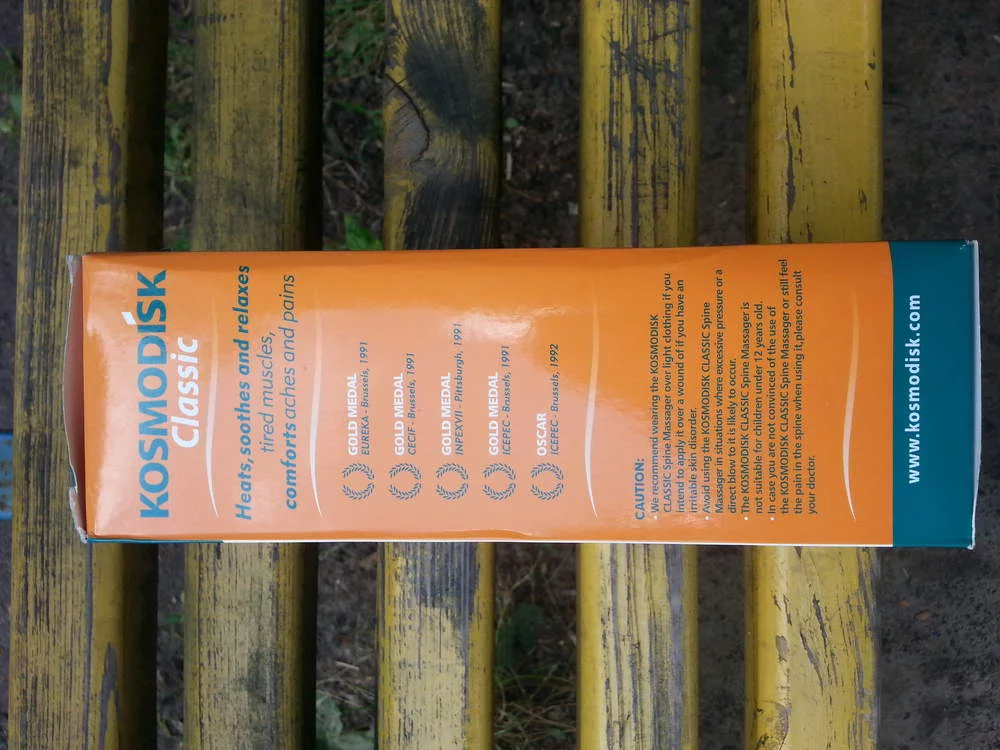 KOSMODÍSK
Classic
Heats, soothes and relaxes
tired muscles,
comforts aches and pains
GOLD MEDAL
EUREKA - Brussels, 1991
GOLD MEDAL
CECIF - Brussels, 1991
GOLD MEDAL
INPEXVII - Pittsburgh, 1991
GOLD MEDAL
ICEPEC - Brussels, 1991
OSCAR
ICEPEC - Brussels, 1992
CAUTION:
• We recommend wearing the KOSMODISK
CLASSIC Spine Massager over light clothing if you
intend to apply it over a wound of if you have an
irritable skin disorder.
• Avoid using the KOSMODISK CLASSIC Spine
Massager in situations where excessive pressure or a
direct blow to it is likely to occur.
• The KOSMODISK CLASSIC Spine Massager is
not suitable for children under 12 years old.
• In case you are not convinced of the use of
the KOSMODISK CLASSIC Spine Massager or still feel
the pain in the spine when using it,please consult
your doctor.
www.kosmodisk.com